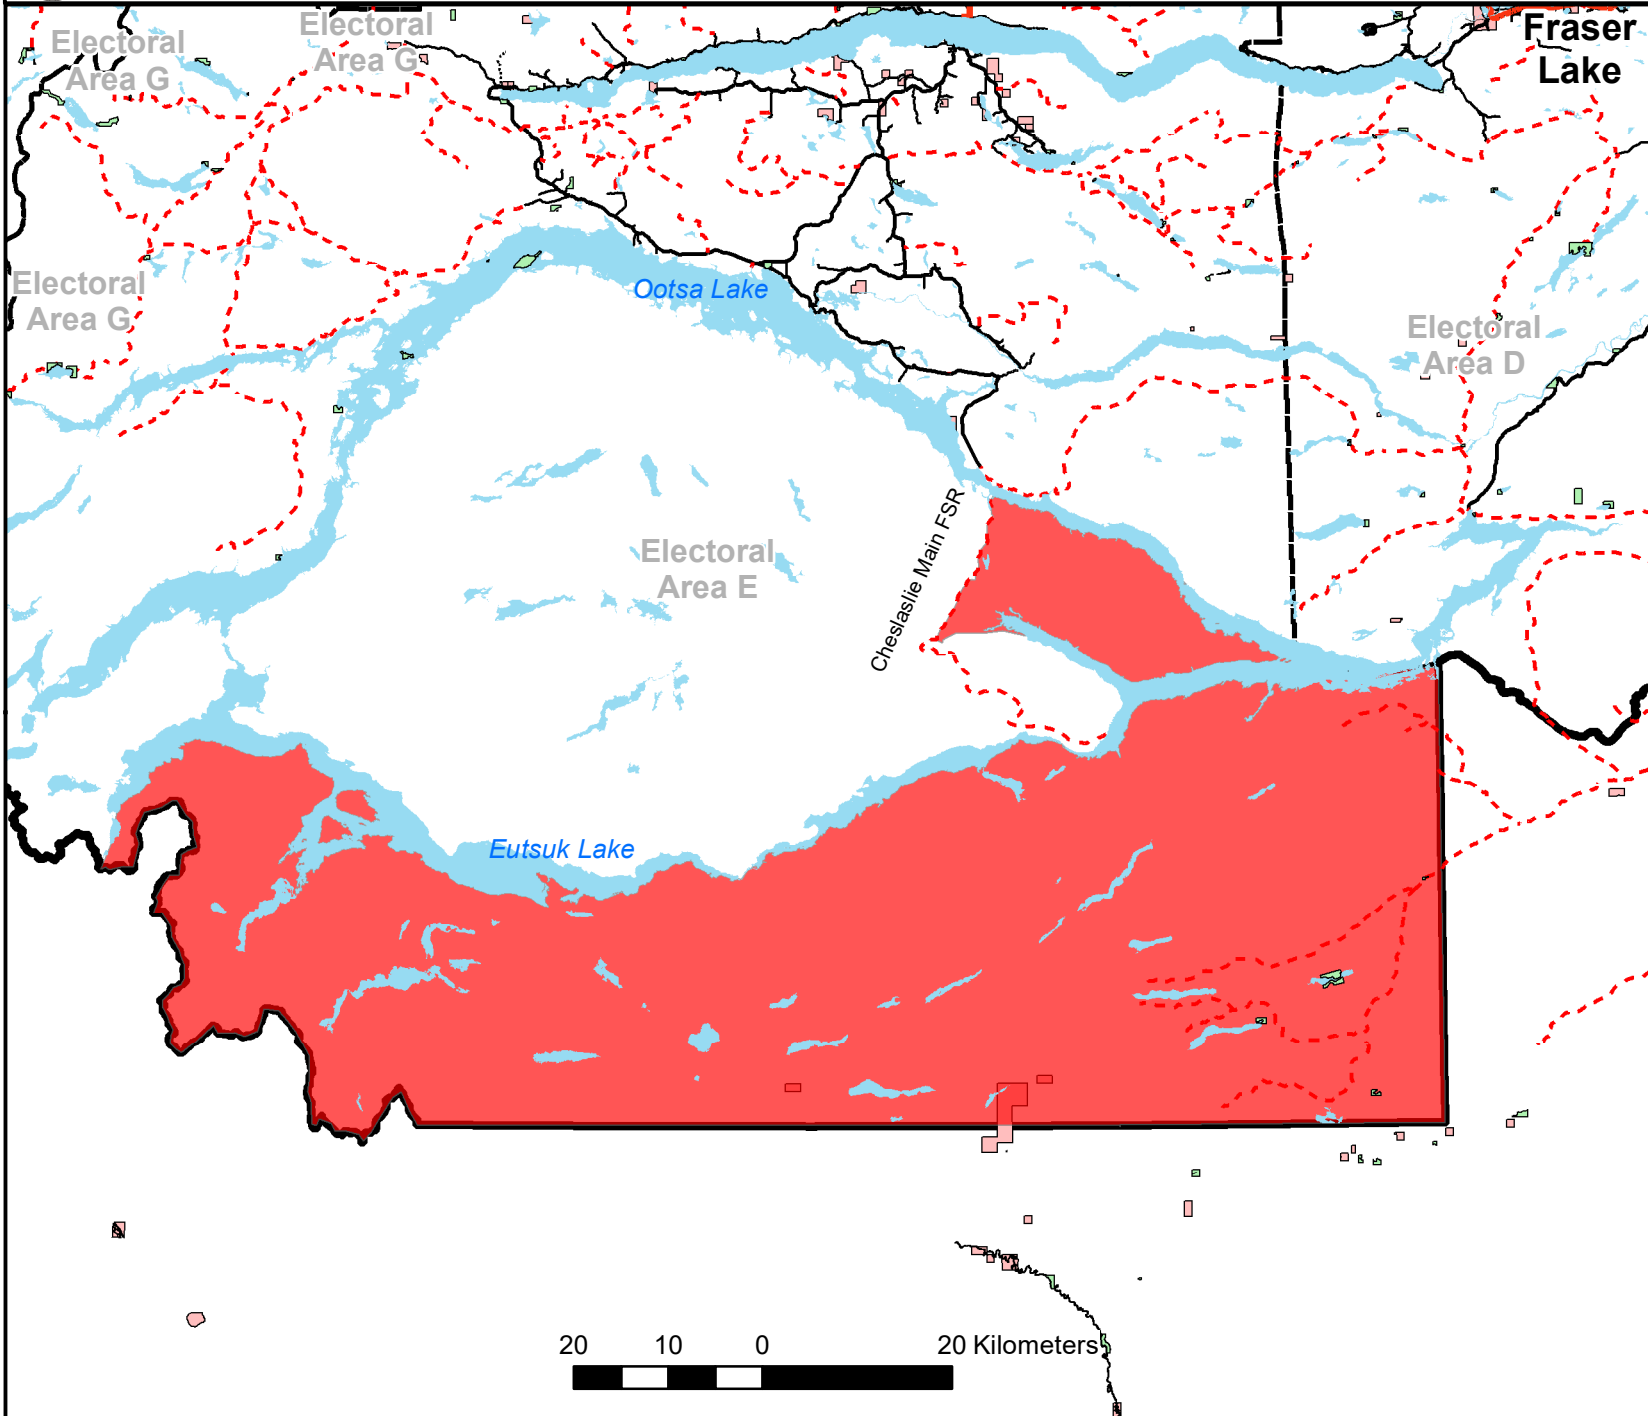 Electoral
Area G
Electoral
Area G
Fraser
Lake
Electoral
Area G
Ootsa Lake
Electoral
Area D
Cheslaslie Main FSR
Electoral
Area E
Eutsuk Lake
20 10 0 20 Kilometers